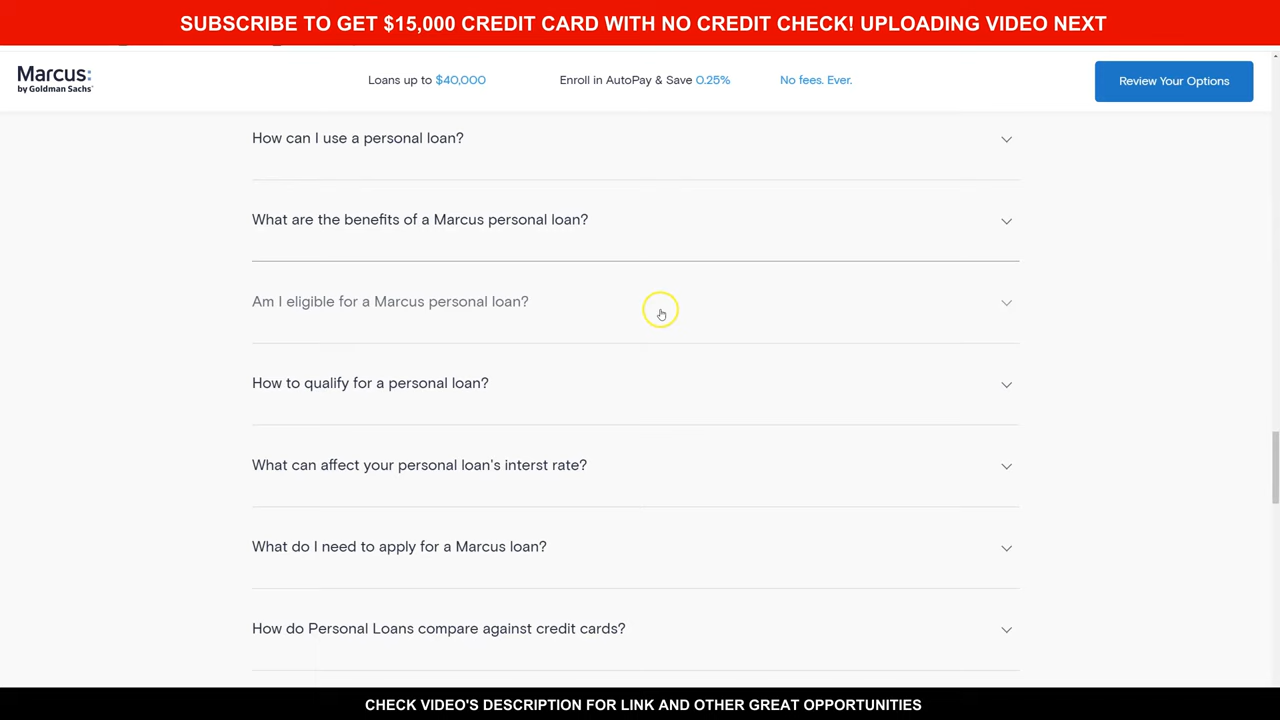 SUBSCRIBE TO GET $15,000 CREDIT CARD WITH NO CREDIT CHECK! UPLOADING VIDEO NEXT
Marcus:
by Goldman Sachs®
Loans up to $40,000
Enroll in AutoPay & Save 0.25%
No fees. Ever.
Review Your Options
How can I use a personal loan?
What are the benefits of a Marcus personal loan?
Am I eligible for a Marcus personal loan?
How to qualify for a personal loan?
What can affect your personal loan's interst rate?
What do I need to apply for a Marcus loan?
How do Personal Loans compare against credit cards?
CHECK VIDEO'S DESCRIPTION FOR LINK AND OTHER GREAT OPPORTUNITIES